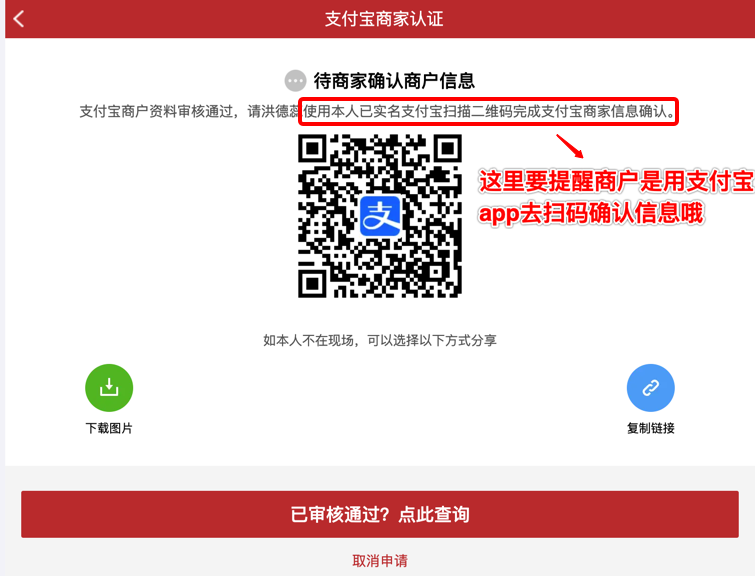 支付宝商家认证
待商家确认商户信息
支付宝商户资料审核通过，请洪德蕊使用本人已实名支付宝扫描二维码完成支付宝商家信息确认。
这里要提醒商户是用支付宝
app去扫码确认信息哦
支
如本人不在现场，可以选择以下方式分享
下载图片
复制链接
已审核通过？点此查询
取消申请